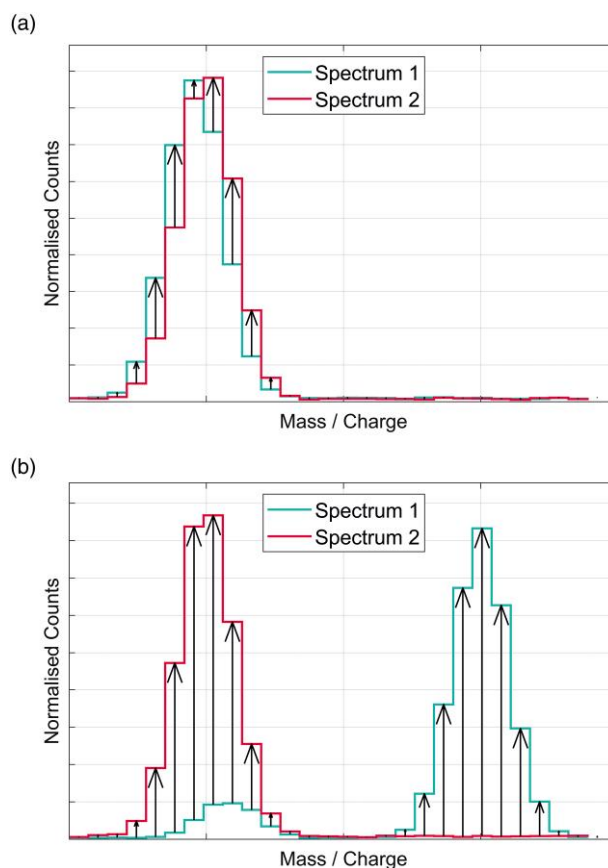 (a)
Spectrum 1
Spectrum 2
Normalised Counts
Mass / Charge
(b)
Spectrum 1
Spectrum 2
Normalised Counts
Mass / Charge